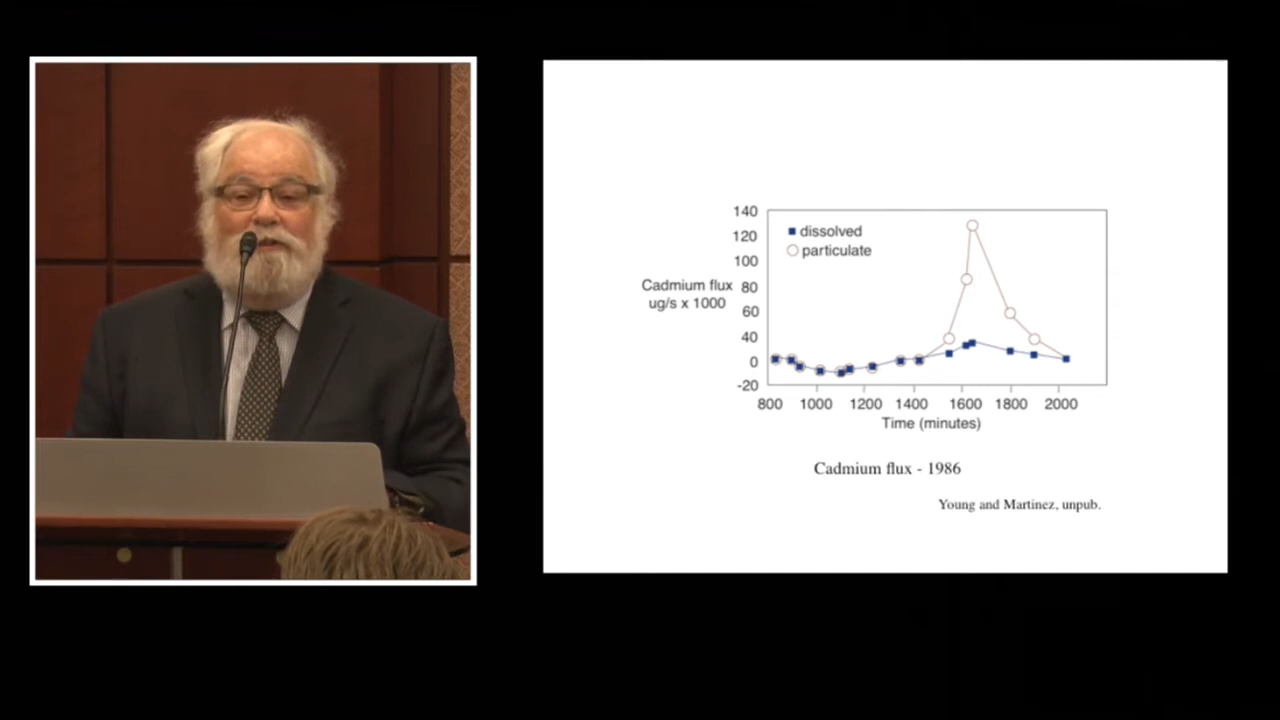 140
120
100
80
60
40
0
-20
dissolved
particulate
Cadmium flux
ug/s x 1000
800 1000 1200 1400 1600 1800 2000
Time (minutes)
Cadmium flux - 1986
Young and Martinez, unpub.